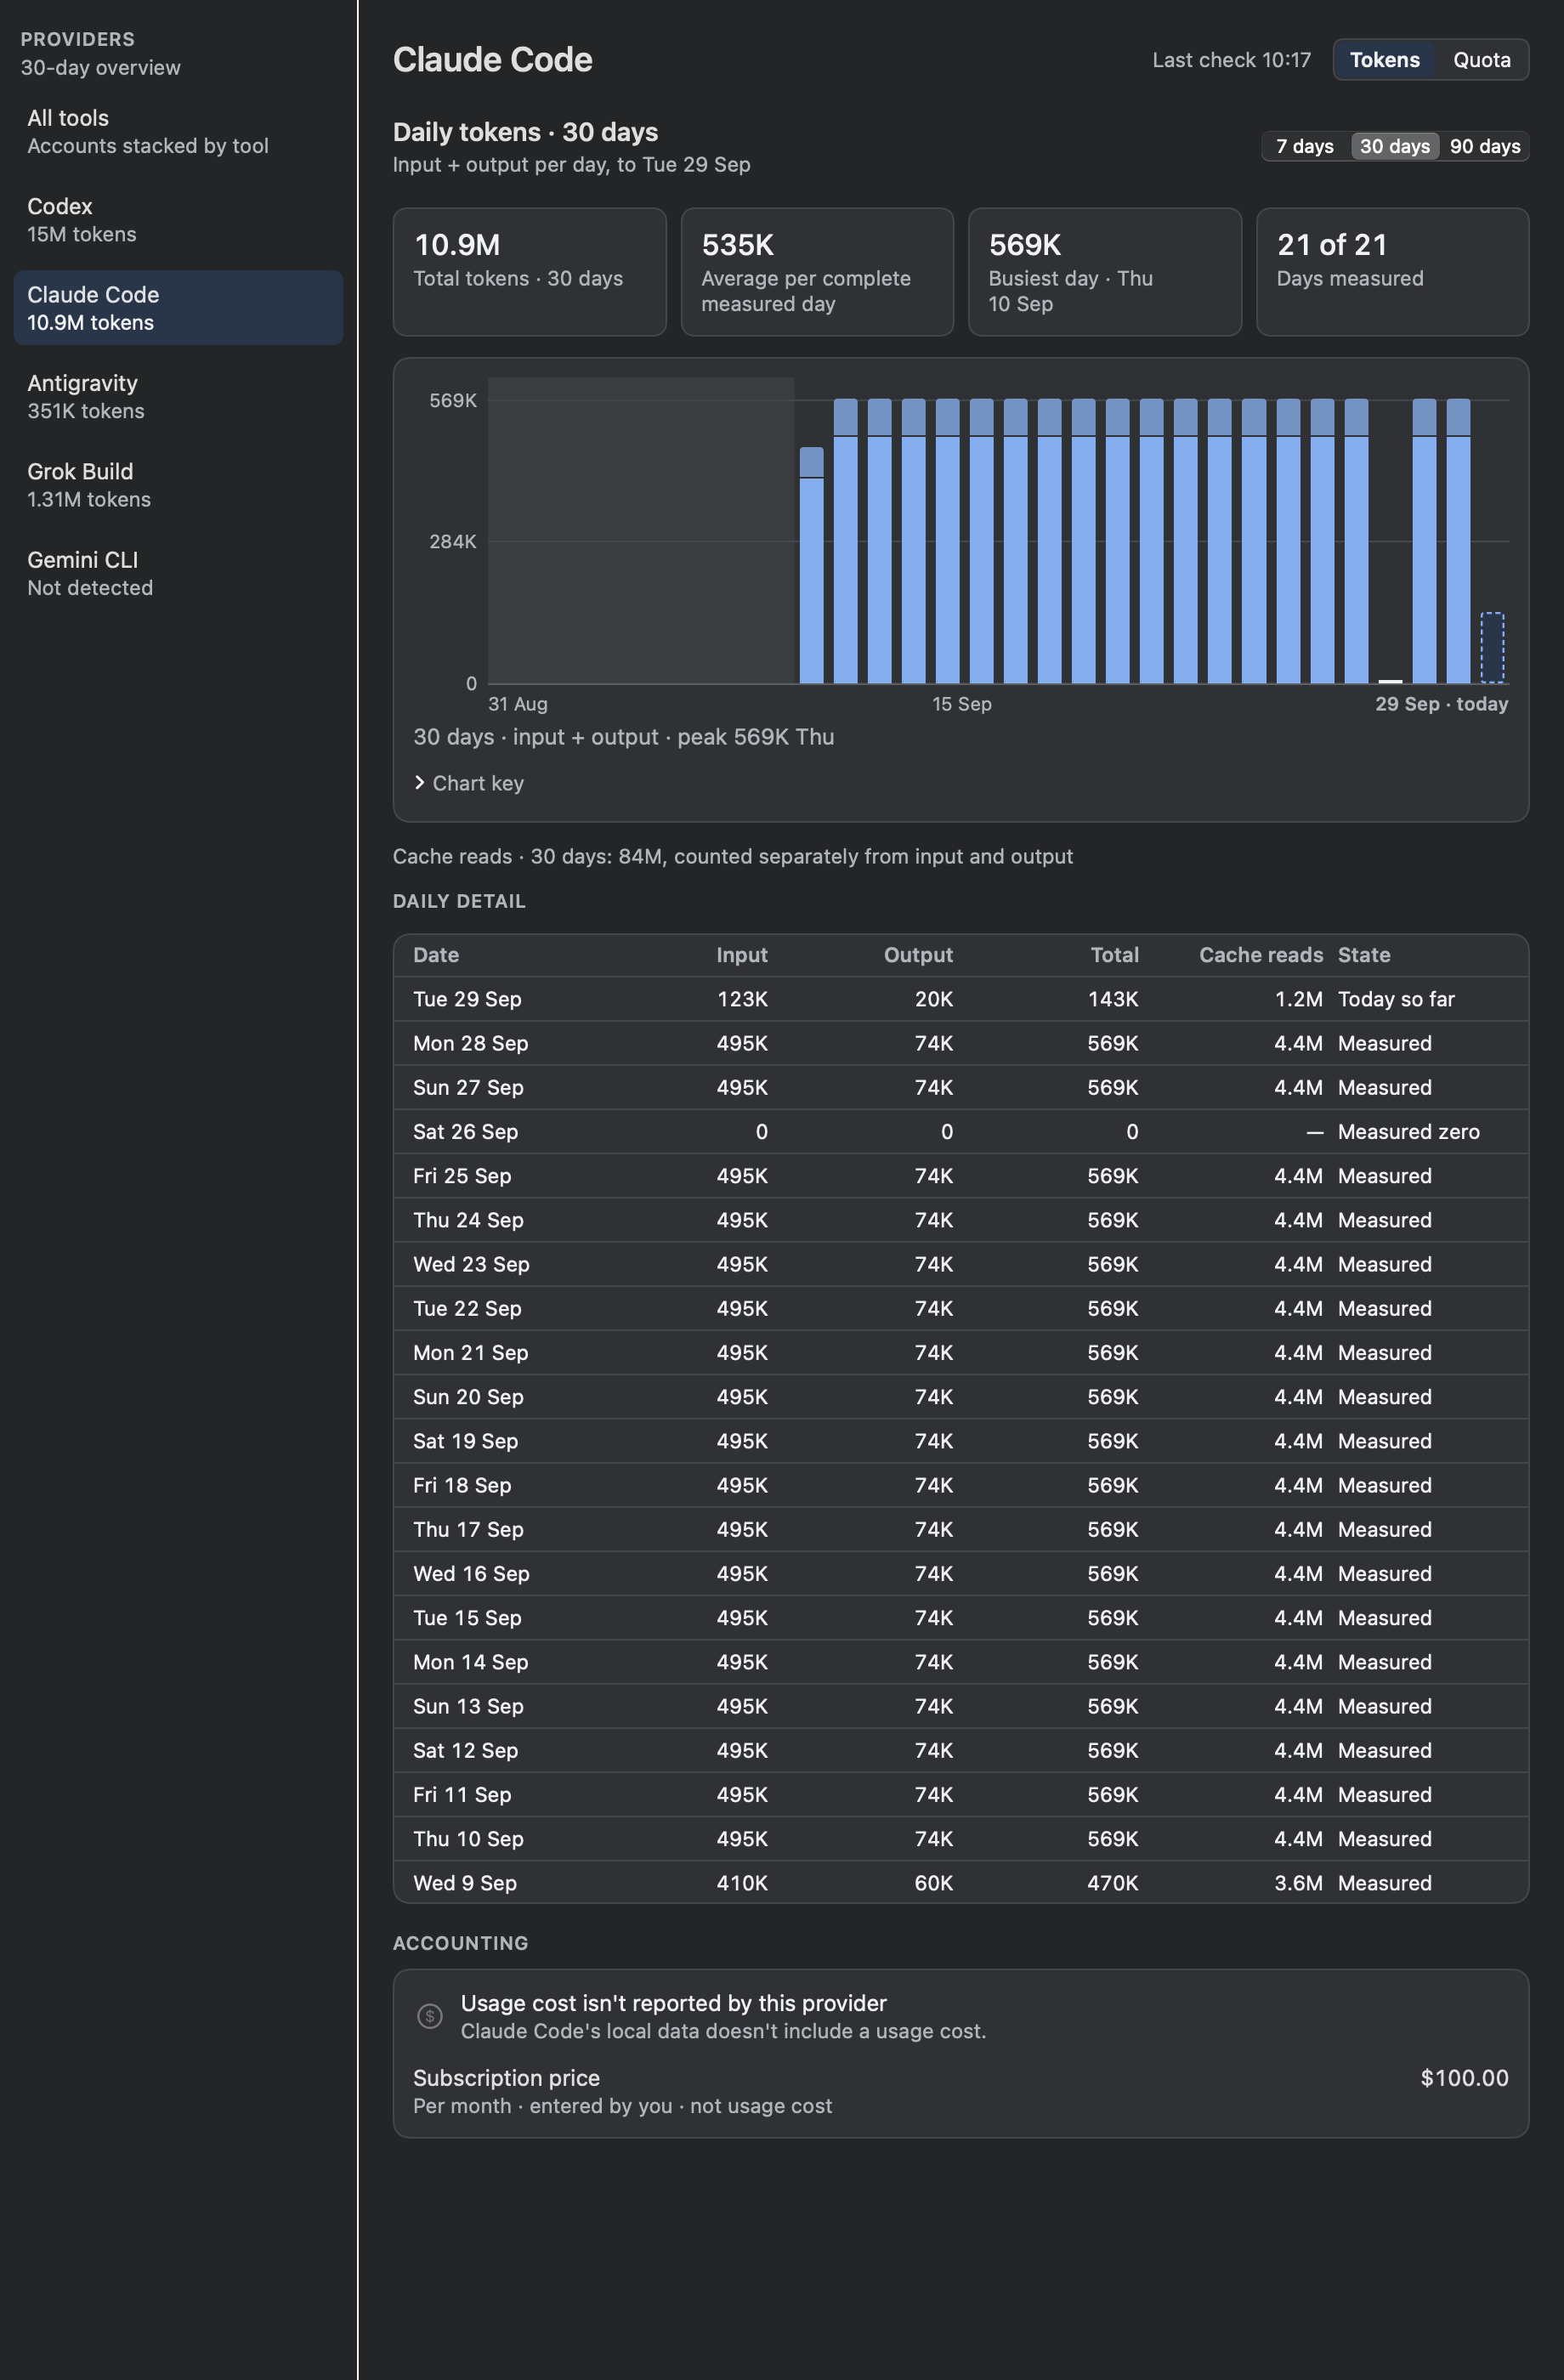 PROVIDERS
30-day overview
All tools
Accounts stacked by tool
Codex
15M tokens
Claude Code
10.9M tokens
Antigravity
351K tokens
Grok Build
1.31M tokens
Gemini CLI
Not detected
Claude Code
Last check 10:17
Tokens
Quota
Daily tokens · 30 days
Input + output per day, to Tue 29 Sep
7 days
30 days
90 days
10.9M
Total tokens · 30 days
535K
Average per complete
measured day
569K
Busiest day · Thu
10 Sep
21 of 21
Days measured
569K
284K
0
31 Aug
15 Sep
29 Sep · today
30 days · input + output · peak 569K Thu
Chart key
Cache reads · 30 days: 84M, counted separately from input and output
DAILY DETAIL
Date Input Output Total Cache reads State
Tue 29 Sep 123K 20K 143K 1.2M Today so far
Mon 28 Sep 495K 74K 569K 4.4M Measured
Sun 27 Sep 495K 74K 569K 4.4M Measured
Sat 26 Sep 0 0 0 — Measured zero
Fri 25 Sep 495K 74K 569K 4.4M Measured
Thu 24 Sep 495K 74K 569K 4.4M Measured
Wed 23 Sep 495K 74K 569K 4.4M Measured
Tue 22 Sep 495K 74K 569K 4.4M Measured
Mon 21 Sep 495K 74K 569K 4.4M Measured
Sun 20 Sep 495K 74K 569K 4.4M Measured
Sat 19 Sep 495K 74K 569K 4.4M Measured
Fri 18 Sep 495K 74K 569K 4.4M Measured
Thu 17 Sep 495K 74K 569K 4.4M Measured
Wed 16 Sep 495K 74K 569K 4.4M Measured
Tue 15 Sep 495K 74K 569K 4.4M Measured
Mon 14 Sep 495K 74K 569K 4.4M Measured
Sun 13 Sep 495K 74K 569K 4.4M Measured
Sat 12 Sep 495K 74K 569K 4.4M Measured
Fri 11 Sep 495K 74K 569K 4.4M Measured
Thu 10 Sep 495K 74K 569K 4.4M Measured
Wed 9 Sep 410K 60K 470K 3.6M Measured
ACCOUNTING
$
Usage cost isn't reported by this provider
Claude Code's local data doesn't include a usage cost.
Subscription price
$100.00
Per month · entered by you · not usage cost